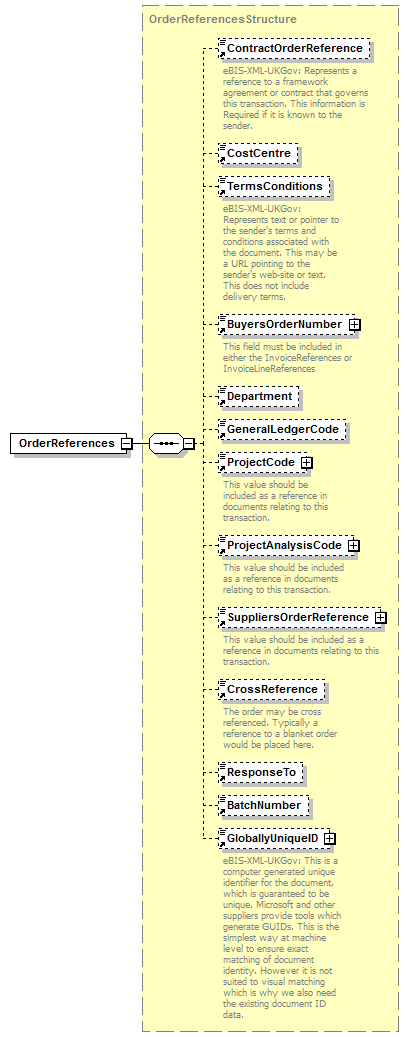 OrderReferencesStructure
ContractOrderReference
eBIS-XML-UKGov: Represents a
reference to a framework
agreement or contract that governs
this transaction. This information is
Required if it is known to the
sender.
CostCentre
TermsConditions
eBIS-XML-UKGov:
Represents text or pointer to
the sender's terms and
conditions associated with
the document. This may be
a URL pointing to the
sender's web-site or text.
This does not include
delivery terms.
BuyersOrderNumber
This field must be included in
either the InvoiceReferences or
InvoiceLineReferences
Department
OrderReferences
GeneralLedgerCode
ProjectCode
This value should be
included as a reference in
documents relating to this
transaction.
ProjectAnalysisCode
This value should be included
as a reference in documents
relating to this transaction.
SuppliersOrderReference
This value should be included as a
reference in documents relating to this
transaction.
CrossReference
The order may be cross
referenced. Typically a
reference to a blanket order
would be placed here.
ResponseTo
BatchNumber
GloballyUniqueID
eBIS-XML-UKGov: This is a
computer generated unique
identifier for the document,
which is guaranteed to be
unique. Microsoft and other
suppliers provide tools which
generate GUIDs. This is the
simplest way at machine
level to ensure exact
matching of document
identity. However it is not
suited to visual matching
which is why we also need
the existing document ID
data.